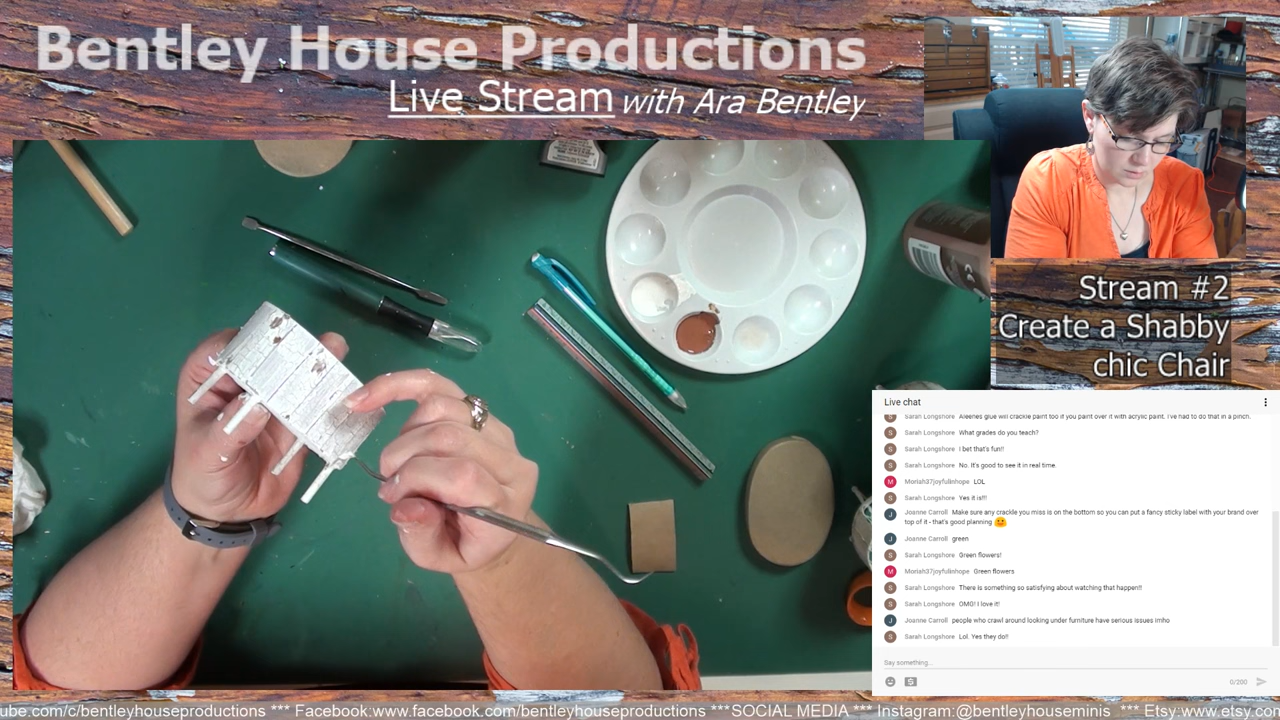 Bentley House Productions
Live Stream with Ara Bentley
Stream #2
Create a Shabby
chic Chair
Live chat
Sarah Longshore Aleenes glue will crackle paint too if you paint over it with acrylic paint. I've had to do that in a pinch.
Sarah Longshore What grades do you teach?
Sarah Longshore I bet that's fun!!
Sarah Longshore No. It's good to see it in real time.
Moriah37joyfulinhope LOL
Sarah Longshore Yes it is!!!
Joanne Carroll Make sure any crackle you miss is on the bottom so you can put a fancy sticky label with your brand over
top of it - that's good planning
Joanne Carroll green
Sarah Longshore Green flowers!
Moriah37joyfulinhope Green flowers
Sarah Longshore There is something so satisfying about watching that happen!!
Sarah Longshore OMG! I love it!
Joanne Carroll people who crawl around looking under furniture have serious issues imho
Sarah Longshore Lol. Yes they do!!
Say something...
0/200
ube.com/c/bentleyhouseproductions *** Facebook:www.facebook.com/bentleyhouseproductions ***SOCIAL MEDIA *** Instagram:@bentleyhouseminis *** Etsy:www.etsy.con